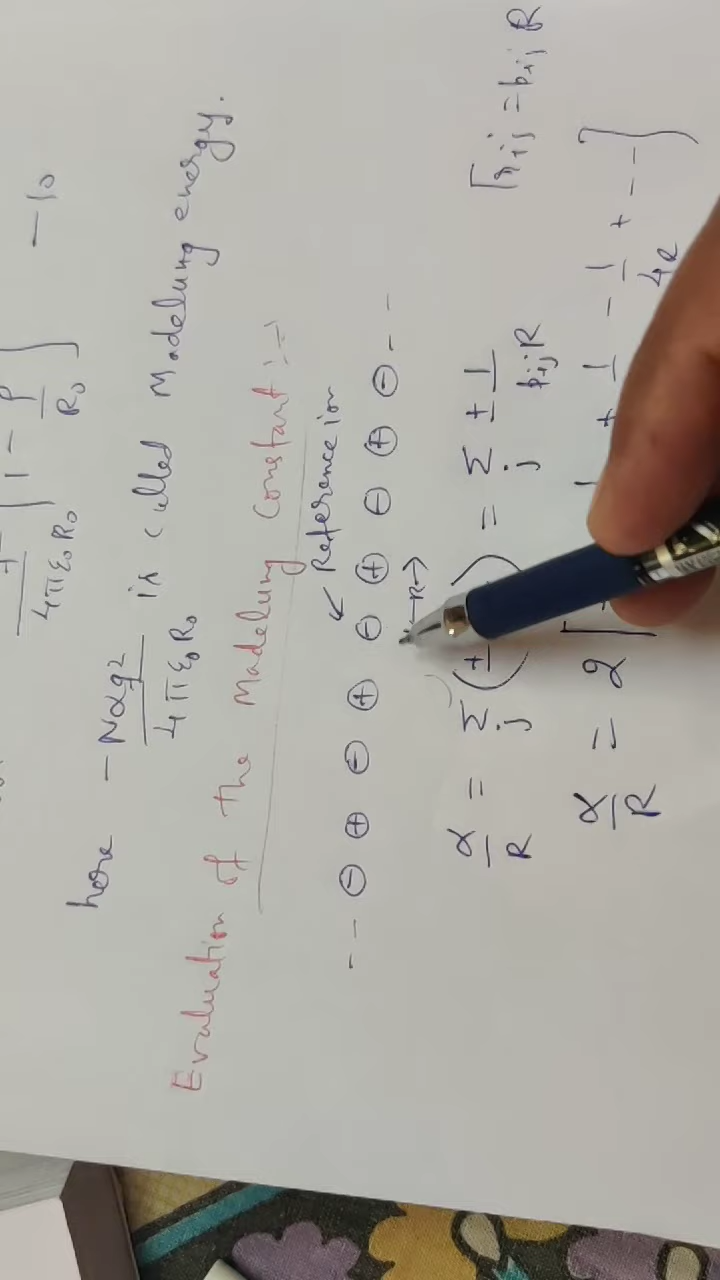 4πε₀R₀ [1 - ρ/R₀] —10
here -Nαq²/4πε₀R₀ is called Madelung energy.
Evaluation of the Madelung Constant :→
↙ Reference ion
- - ⊖ ⊕ ⊖ ⊕ ⊖ ⊕ ⊖ ⊕ ⊖ - -
R→
α/R = Σj (± ) = Σj ± 1/pijR [rij = pijR
α/R = 2 [ + 1 - 1/4R + - - ]